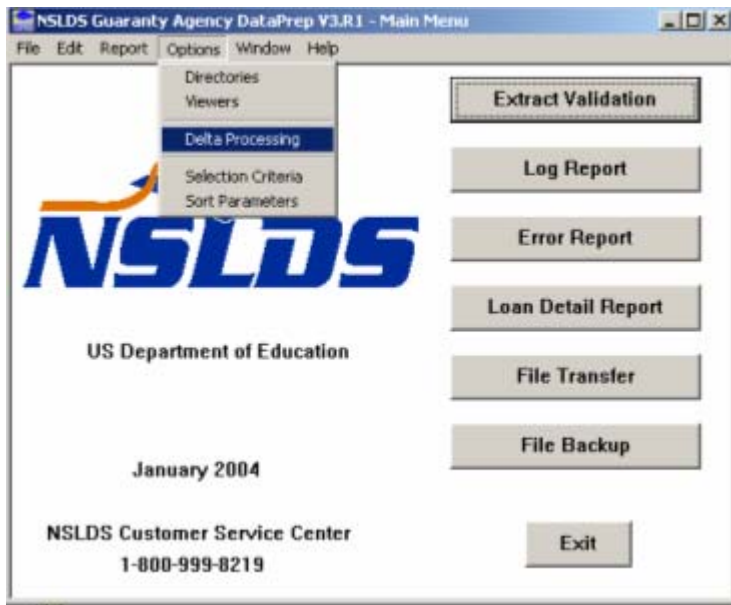 NSLDS Guaranty Agency DataPrep V3.R1 - Main Menu
File Edit Report Options Window Help
Directories
Viewers
Delta Processing
Selection Criteria
Sort Parameters
NSLDS
US Department of Education
January 2004
NSLDS Customer Service Center
1-800-999-8219
Extract Validation
Log Report
Error Report
Loan Detail Report
File Transfer
File Backup
Exit